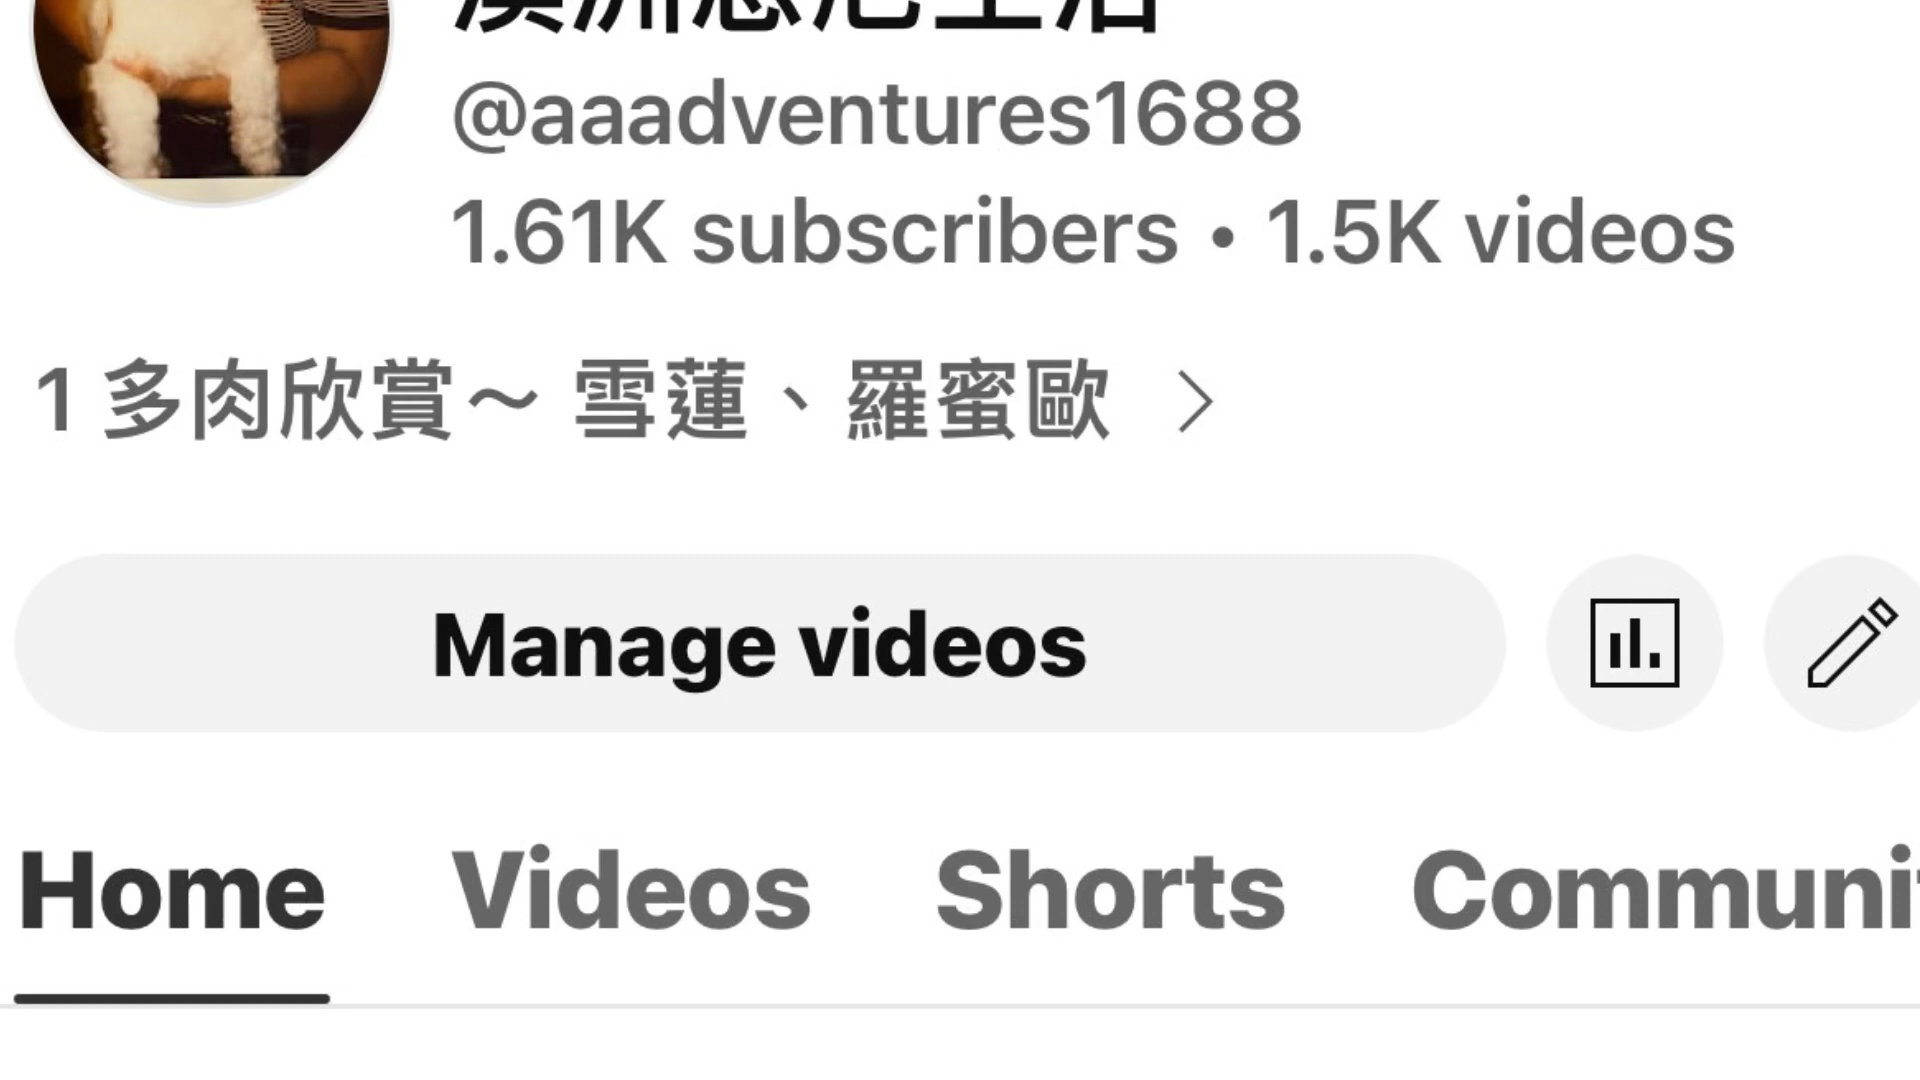 @aaadventures1688
1.61K subscribers • 1.5K videos
1 多肉欣賞～ 雪蓮、羅蜜歐
Manage videos
Home Videos Shorts Communi